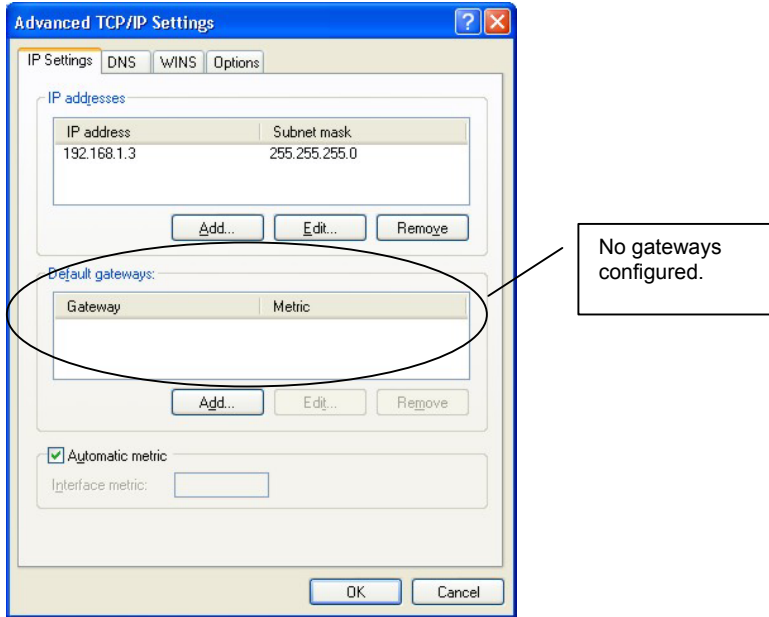 Advanced TCP/IP Settings
IP Settings DNS WINS Options
IP addresses
IP address Subnet mask
192.168.1.3 255.255.255.0
Add... Edit... Remove
Default gateways:
Gateway Metric
Add... Edit... Remove
Automatic metric
Interface metric:
OK Cancel
No gateways
configured.